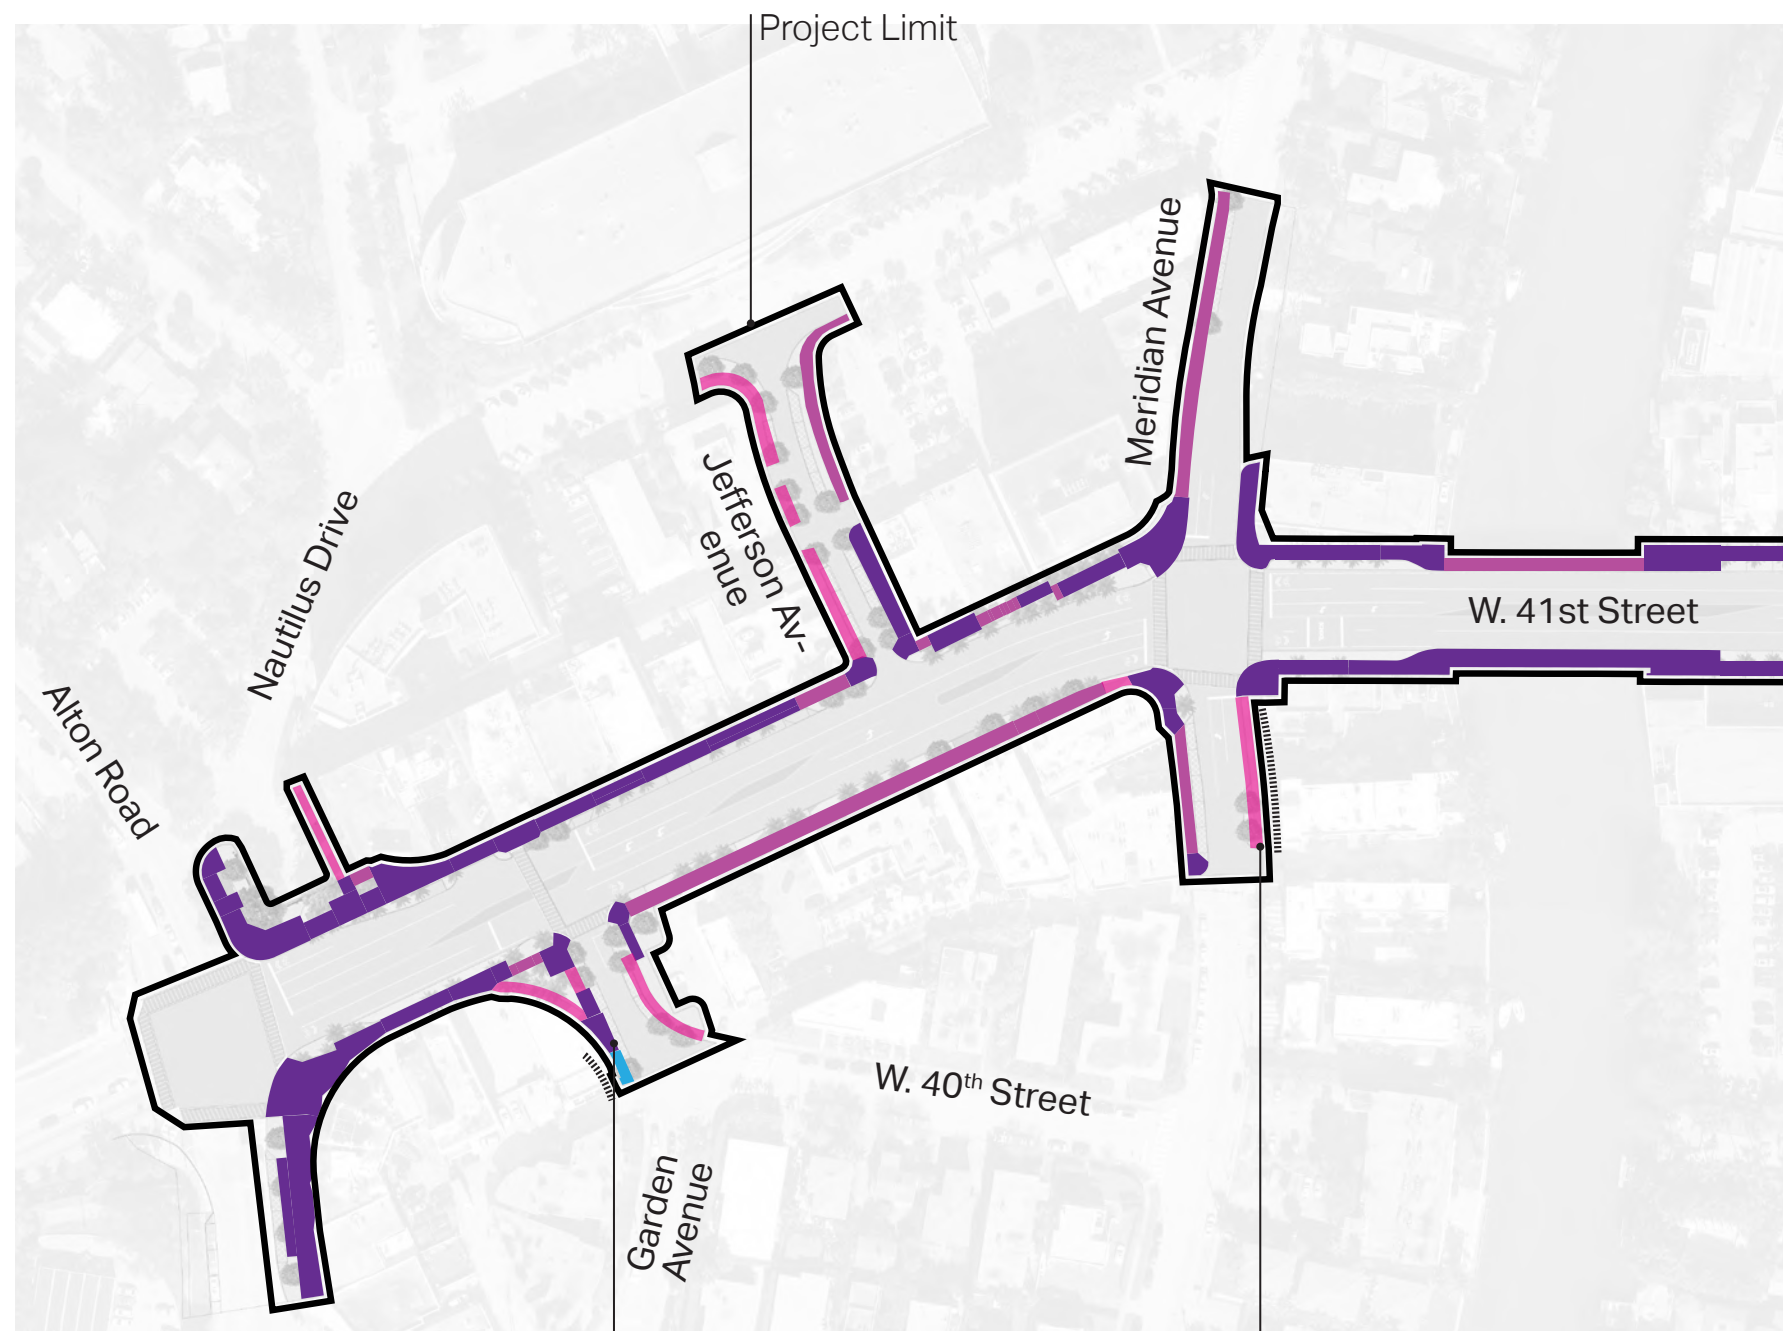 Project Limit
Meridian Avenue
Jefferson Av-
enue
Nautilus Drive
W. 41st Street
Alton Road
W. 40th Street
Garden
Avenue